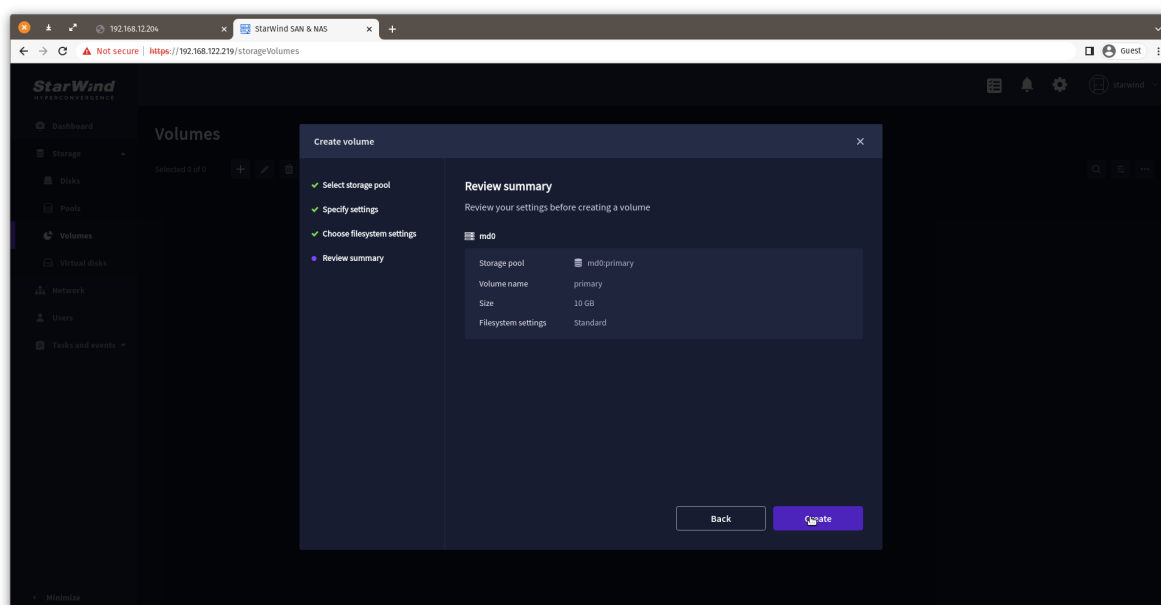 192.168.12.204
StarWind SAN & NAS
Not secure
https://192.168.122.219/storageVolumes
Guest
StarWind
HYPERCONVERGENCE
starwind
Dashboard
Storage
Disks
Pools
Volumes
Virtual disks
Network
Users
Tasks and events
Minimize
Volumes
Selected 0 of 0
Create volume
Select storage pool
Specify settings
Choose filesystem settings
Review summary
Review summary
Review your settings before creating a volume
md0
Storage pool md0:primary
Volume name primary
Size 10 GB
Filesystem settings Standard
Back
Create